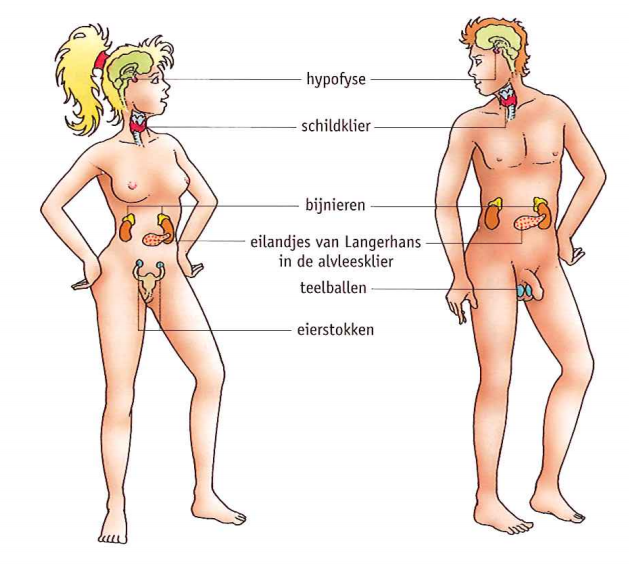 hypofyse
schildklier
bijnieren
eilandjes van Langerhans
in de alvleesklier
teelballen
eierstokken